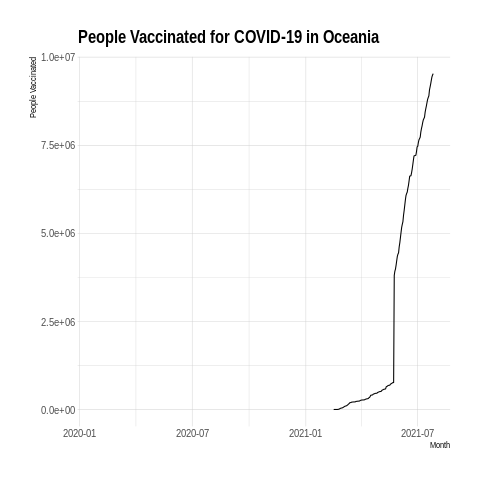 People Vaccinated for COVID-19 in Oceania
People Vaccinated
1.0e+07
7.5e+06
5.0e+06
2.5e+06
0.0e+00
2020-01 2020-07 2021-01 2021-07
Month